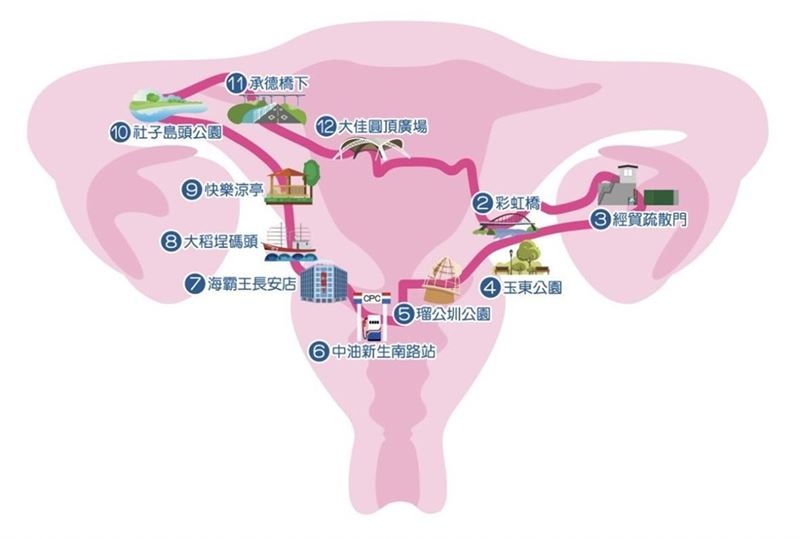 11 承德橋下
10 社子島頭公園
12 大佳圓頂廣場
9 快樂涼亭
2 彩虹橋
3 經貿疏散門
8 大稻埕碼頭
7 海霸王長安店
4 玉東公園
CPC
5 瑠公圳公園
6 中油新生南路站